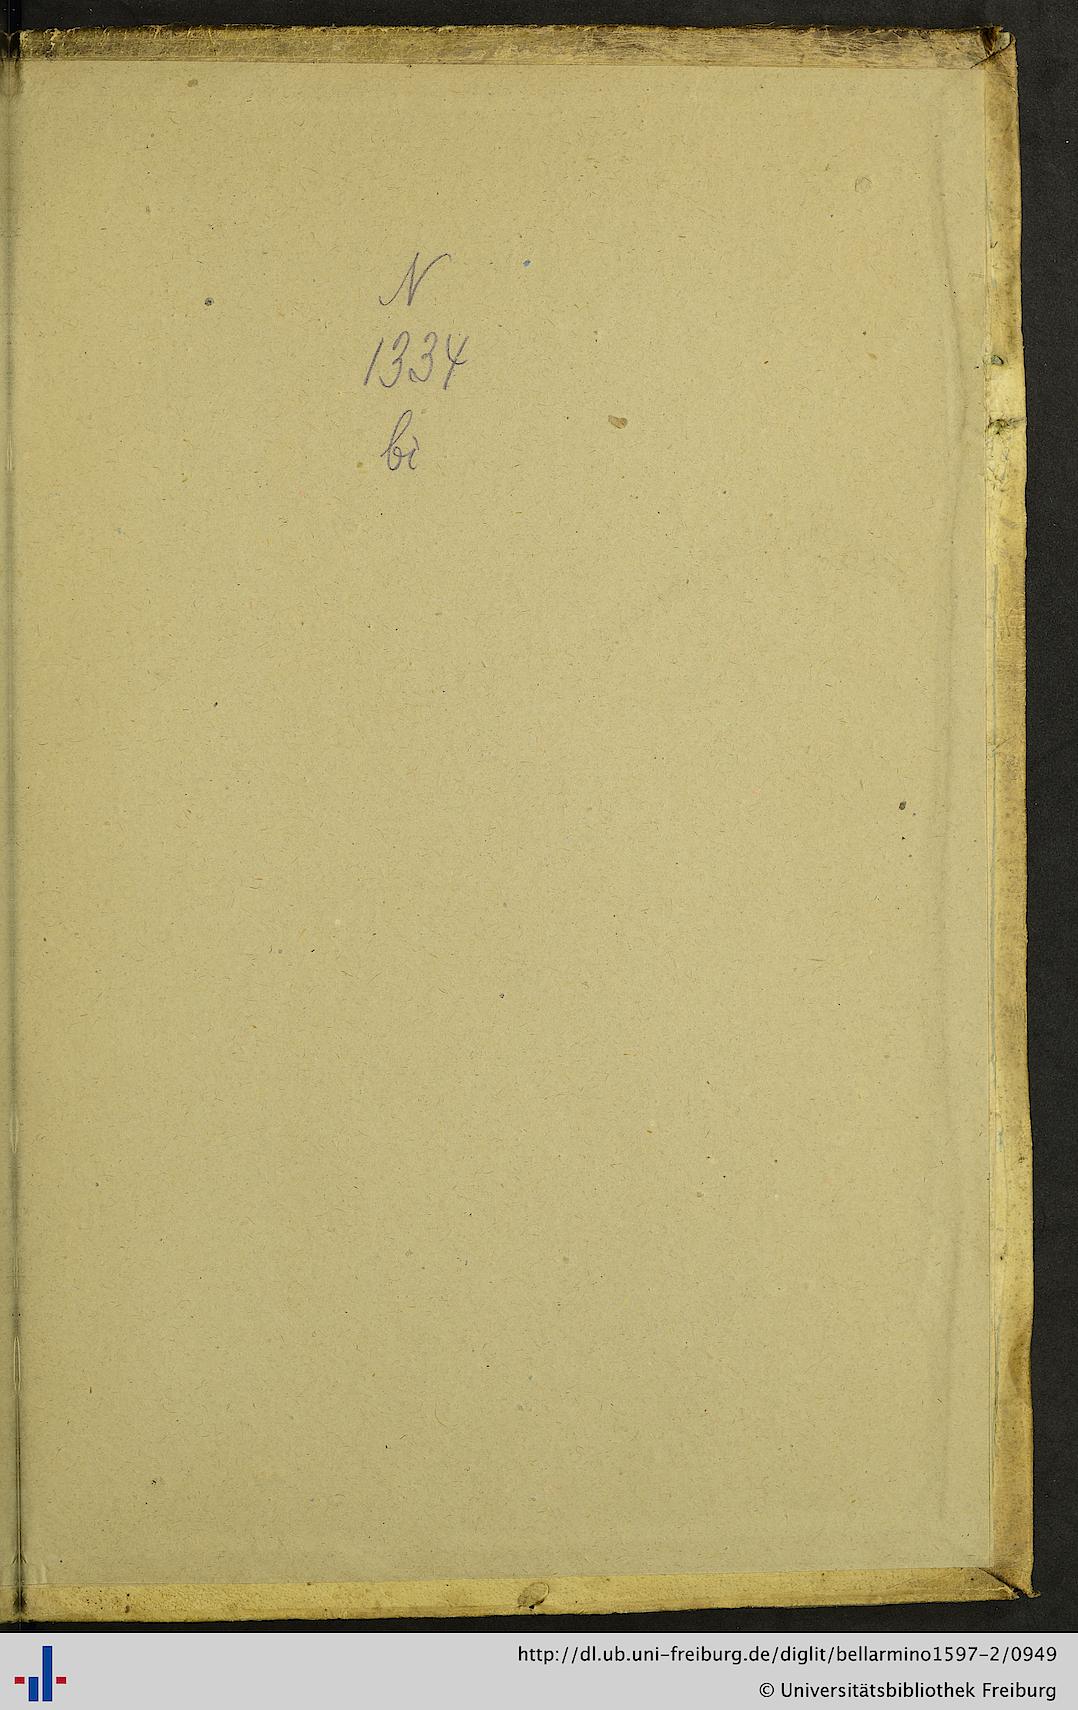 N
1334
bi
http://dl.ub.uni-freiburg.de/diglit/bellarmino1597-2/0949
© Universitätsbibliothek Freiburg